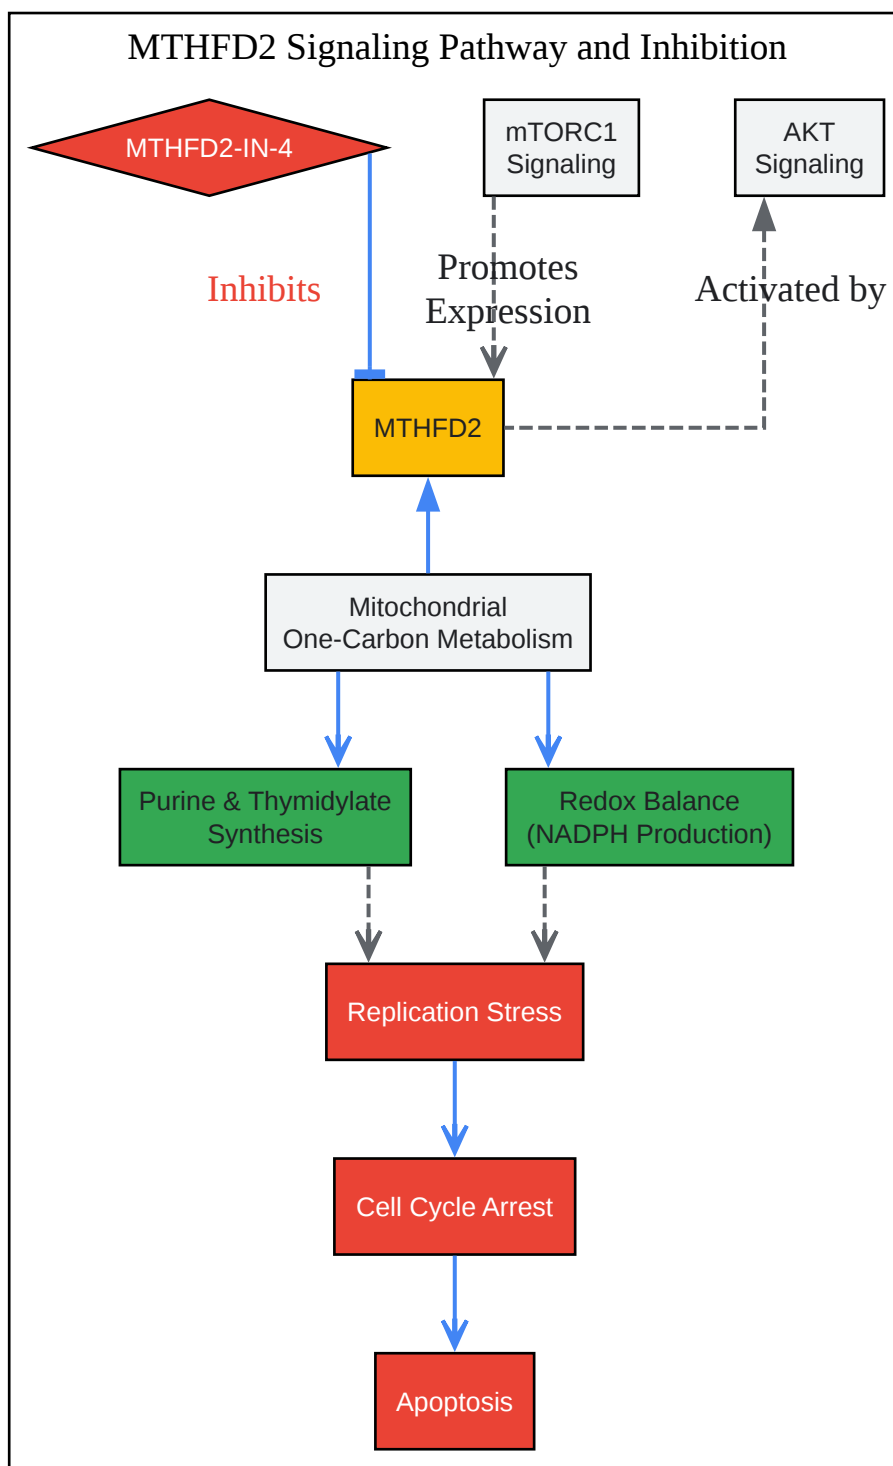 MTHFD2 Signaling Pathway and Inhibition
MTHFD2-IN-4
mTORC1
Signaling
AKT
Signaling
Inhibits
Promotes
Expression
Activated by
MTHFD2
Mitochondrial
One-Carbon Metabolism
Purine & Thymidylate
Synthesis
Redox Balance
(NADPH Production)
Replication Stress
Cell Cycle Arrest
Apoptosis